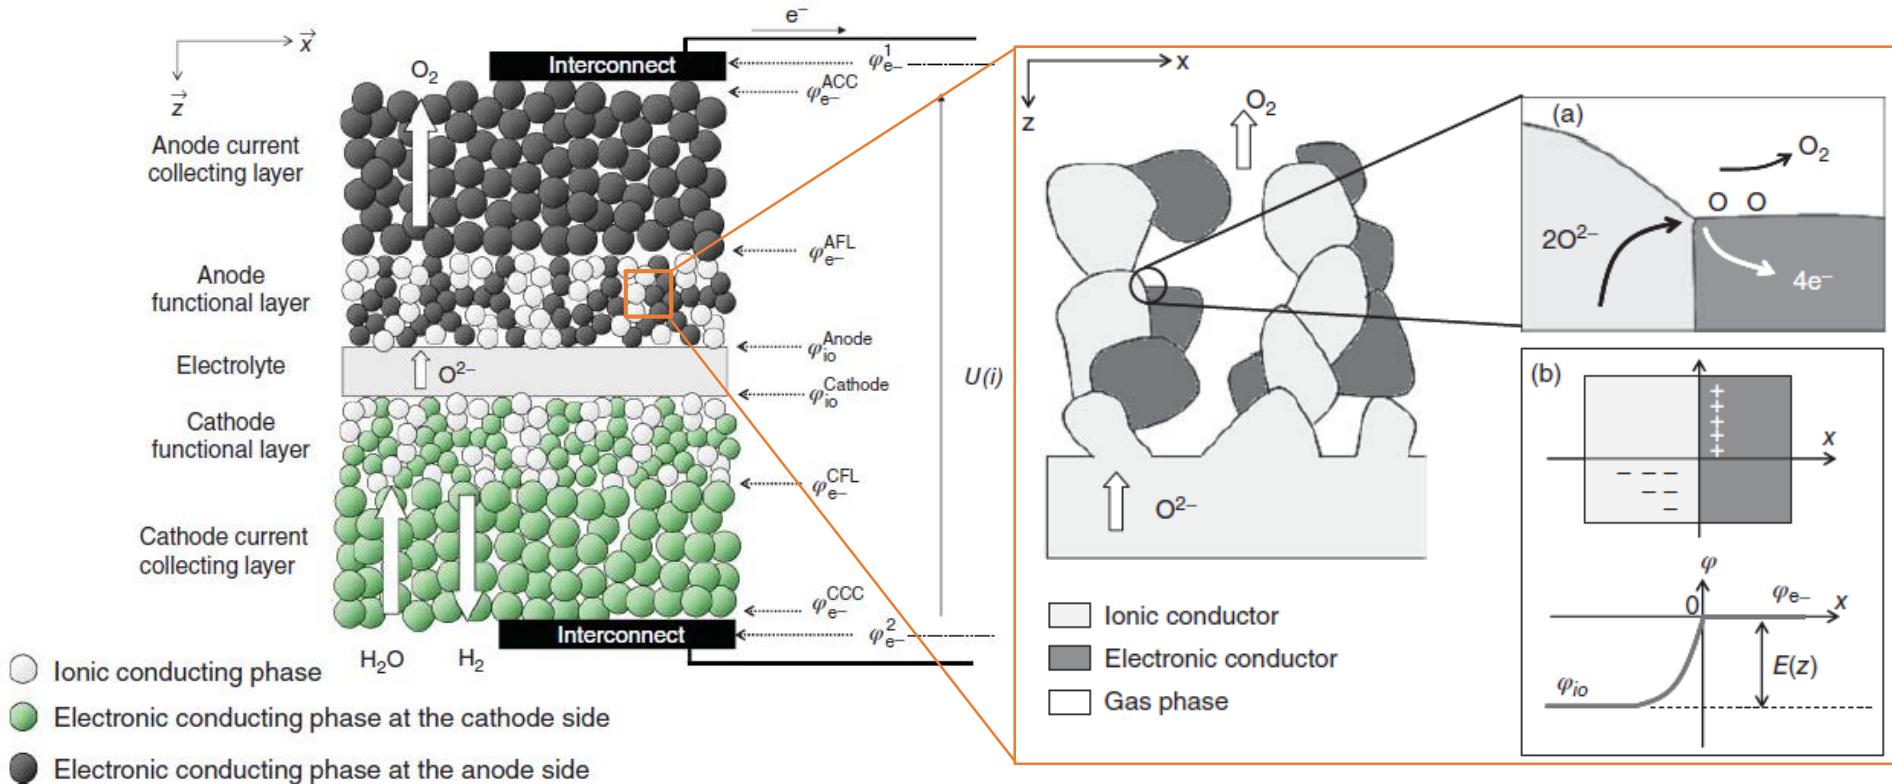 x⃗
z⃗
O₂
e⁻
Interconnect
φₑ₋¹
φₑ₋ᴬᶜᶜ
Anode current
collecting layer
φₑ₋ᴬFL
Anode
functional layer
φᵢₒAnode
Electrolyte
O²⁻
φᵢₒCathode
U(i)
Cathode
functional layer
φₑ₋CFL
Cathode current
collecting layer
φₑ₋CCC
Interconnect
φₑ₋²
H₂O
H₂
Ionic conducting phase
Electronic conducting phase at the cathode side
Electronic conducting phase at the anode side
x
z
O₂
O²⁻
Ionic conductor
Electronic conductor
Gas phase
(a)
O₂
O O
2O²⁻
4e⁻
(b)
+
+
+
+
+
x
− − −
− −
−
φ
0
φₑ₋
x
E(z)
φᵢₒ